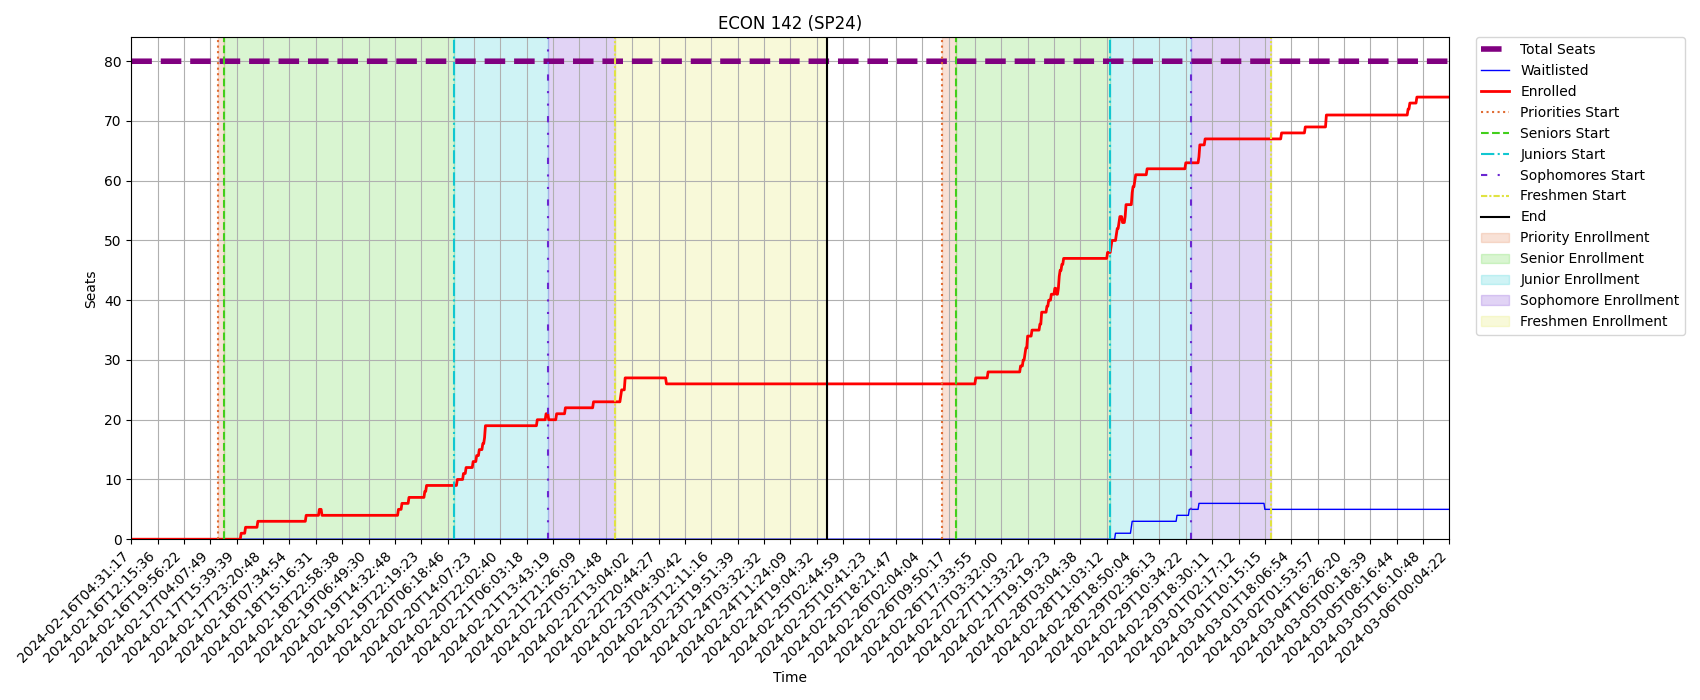 ECON 142 (SP24)
Seats
80
70
60
50
40
30
20
10
0
2024-02-16T04:31:17
2024-02-16T12:15:36
2024-02-16T19:56:22
2024-02-17T04:07:49
2024-02-17T15:39:39
2024-02-17T23:20:48
2024-02-18T07:34:54
2024-02-18T15:16:31
2024-02-18T22:58:38
2024-02-19T06:49:30
2024-02-19T14:32:48
2024-02-19T22:19:23
2024-02-20T06:18:46
2024-02-20T14:07:23
2024-02-20T22:02:40
2024-02-21T06:03:18
2024-02-21T13:43:19
2024-02-21T21:26:09
2024-02-22T05:21:48
2024-02-22T13:04:02
2024-02-22T20:44:27
2024-02-23T04:30:42
2024-02-23T12:11:16
2024-02-23T19:51:39
2024-02-24T03:32:32
2024-02-24T11:24:09
2024-02-24T19:04:32
2024-02-25T02:44:59
2024-02-25T10:41:23
2024-02-25T18:21:47
2024-02-26T02:04:04
2024-02-26T09:50:17
2024-02-26T17:33:55
2024-02-27T03:32:00
2024-02-27T11:33:22
2024-02-27T19:19:23
2024-02-28T03:04:38
2024-02-28T11:03:12
2024-02-28T18:50:04
2024-02-29T02:36:13
2024-02-29T10:34:22
2024-02-29T18:30:11
2024-03-01T02:17:12
2024-03-01T10:15:15
2024-03-01T18:06:54
2024-03-02T01:53:57
2024-03-04T16:26:20
2024-03-05T00:18:39
2024-03-05T08:16:44
2024-03-05T16:10:48
2024-03-06T00:04:22
Time
Total Seats
Waitlisted
Enrolled
Priorities Start
Seniors Start
Juniors Start
Sophomores Start
Freshmen Start
End
Priority Enrollment
Senior Enrollment
Junior Enrollment
Sophomore Enrollment
Freshmen Enrollment